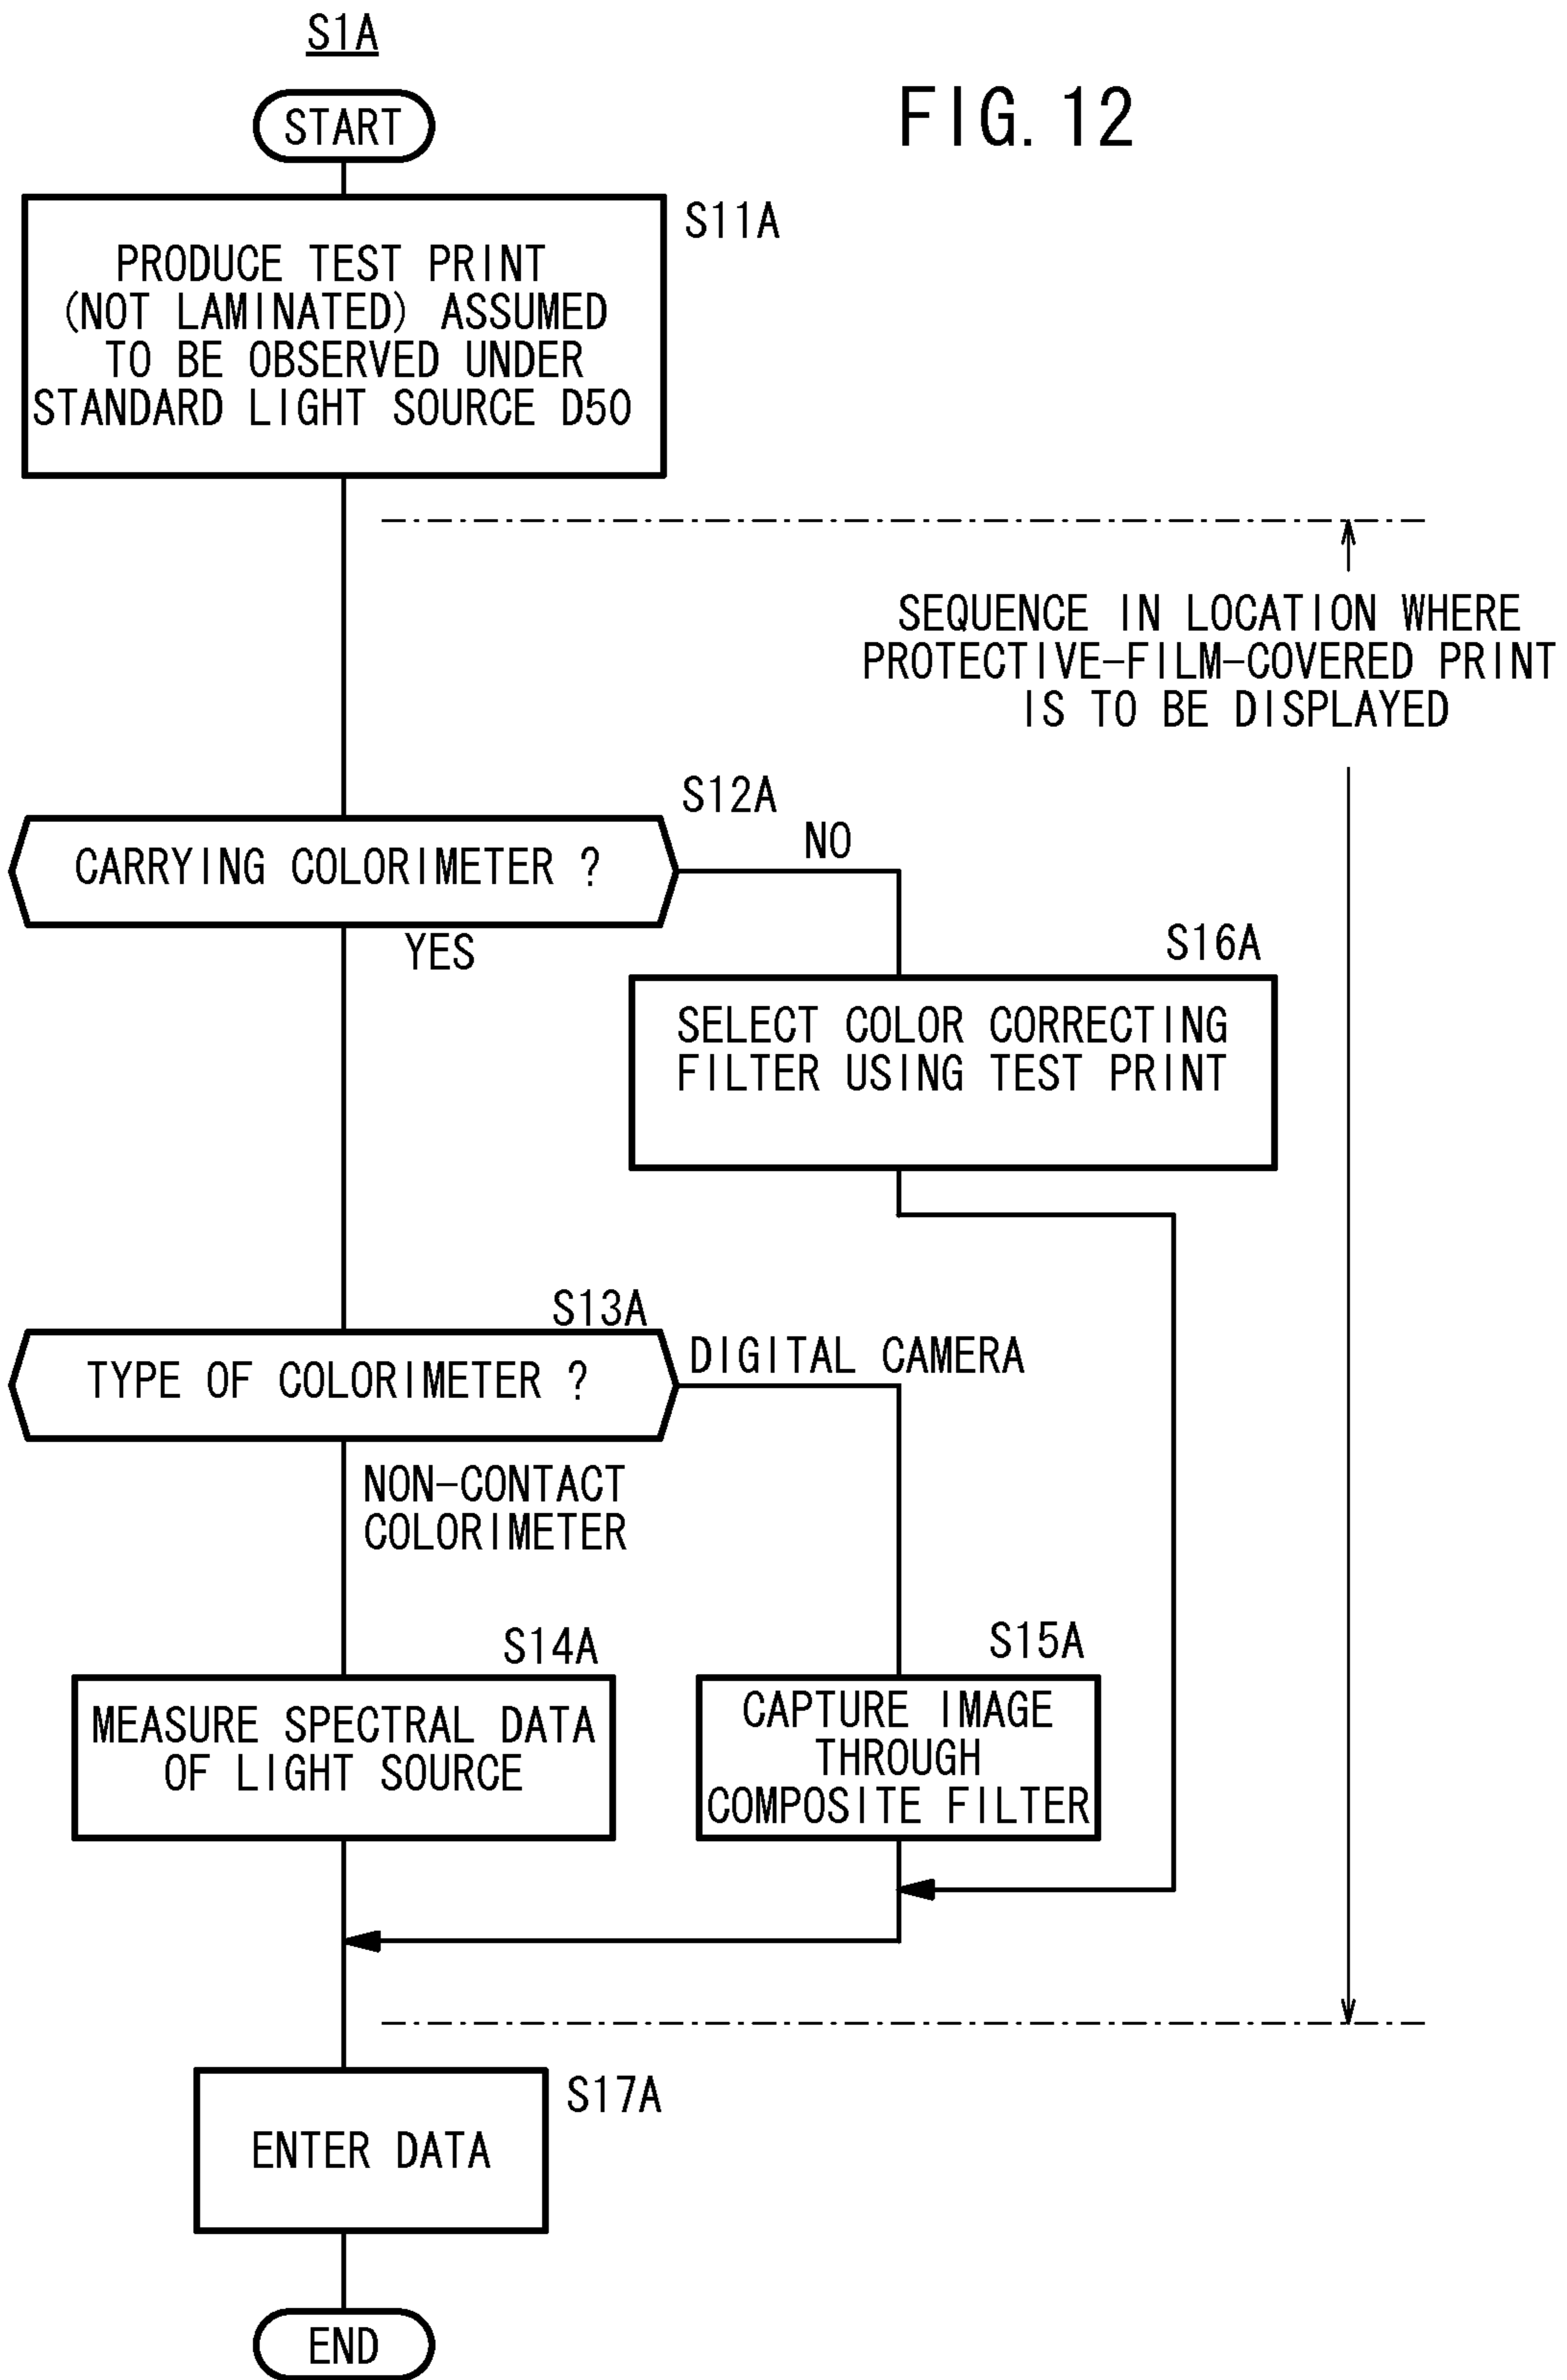 S1A
FIG. 12
START
S11A
PRODUCE TEST PRINT
(NOT LAMINATED) ASSUMED
TO BE OBSERVED UNDER
STANDARD LIGHT SOURCE D50
SEQUENCE IN LOCATION WHERE
PROTECTIVE-FILM-COVERED PRINT
IS TO BE DISPLAYED
S12A
CARRYING COLORIMETER ?
NO
YES
S16A
SELECT COLOR CORRECTING
FILTER USING TEST PRINT
S13A
TYPE OF COLORIMETER ?
DIGITAL CAMERA
NON-CONTACT
COLORIMETER
S14A
MEASURE SPECTRAL DATA
OF LIGHT SOURCE
S15A
CAPTURE IMAGE
THROUGH
COMPOSITE FILTER
S17A
ENTER DATA
END